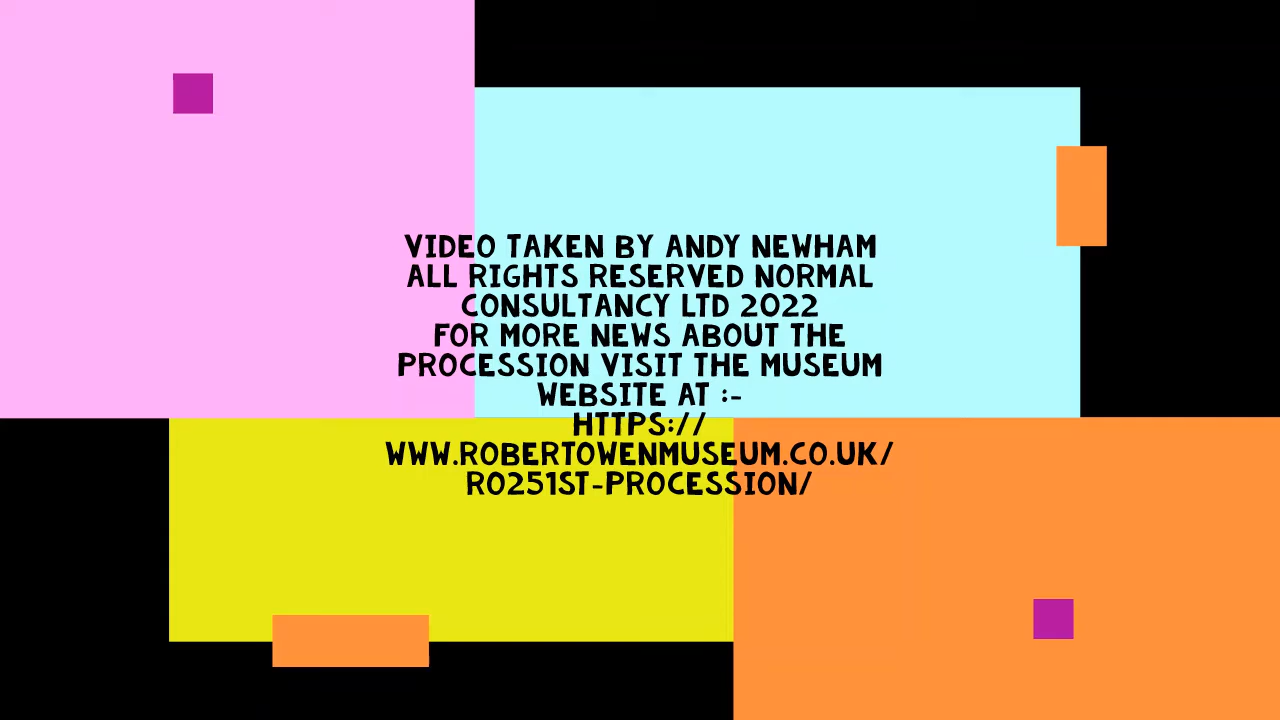 VIDEO TAKEN BY ANDY NEWHAM
ALL RIGHTS RESERVED NORMAL
CONSULTANCY LTD 2022
FOR MORE NEWS ABOUT THE
PROCESSION VISIT THE MUSEUM
WEBSITE AT :-
HTTPS://
WWW.ROBERTOWENMUSEUM.CO.UK/
RO251ST-PROCESSION/